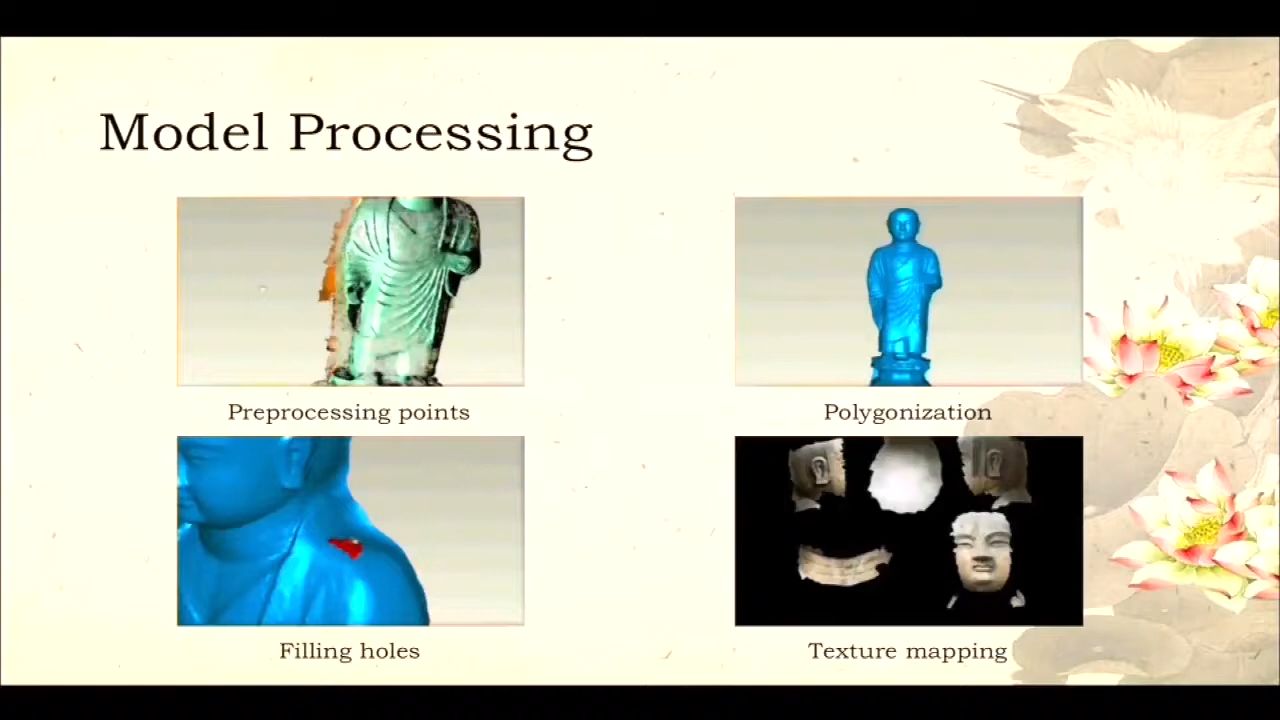 Model Processing
Preprocessing points
Polygonization
Filling holes
Texture mapping